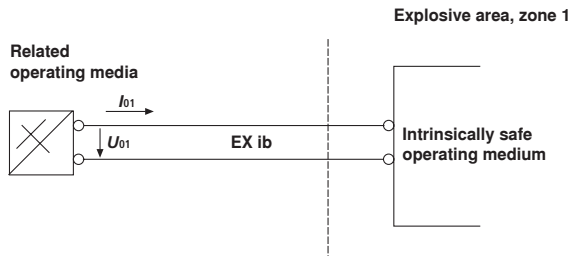 Explosive area, zone 1
Related
operating media
I01
U01
EX ib
Intrinsically safe
operating medium